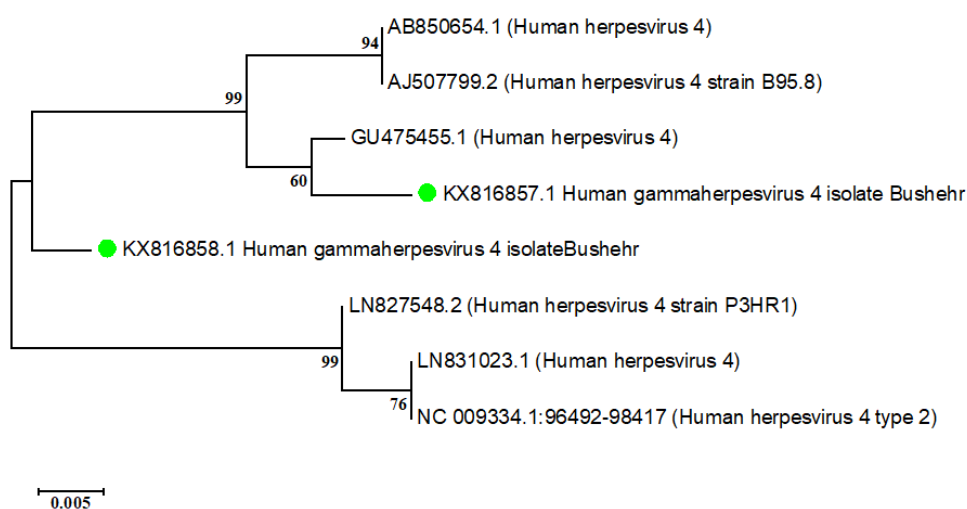 94
AB850654.1 (Human herpesvirus 4)
AJ507799.2 (Human herpesvirus 4 strain B95.8)
99
GU475455.1 (Human herpesvirus 4)
60
KX816857.1 Human gammaherpesvirus 4 isolate Bushehr
KX816858.1 Human gammaherpesvirus 4 isolateBushehr
LN827548.2 (Human herpesvirus 4 strain P3HR1)
99
LN831023.1 (Human herpesvirus 4)
76
NC 009334.1:96492-98417 (Human herpesvirus 4 type 2)
0.005